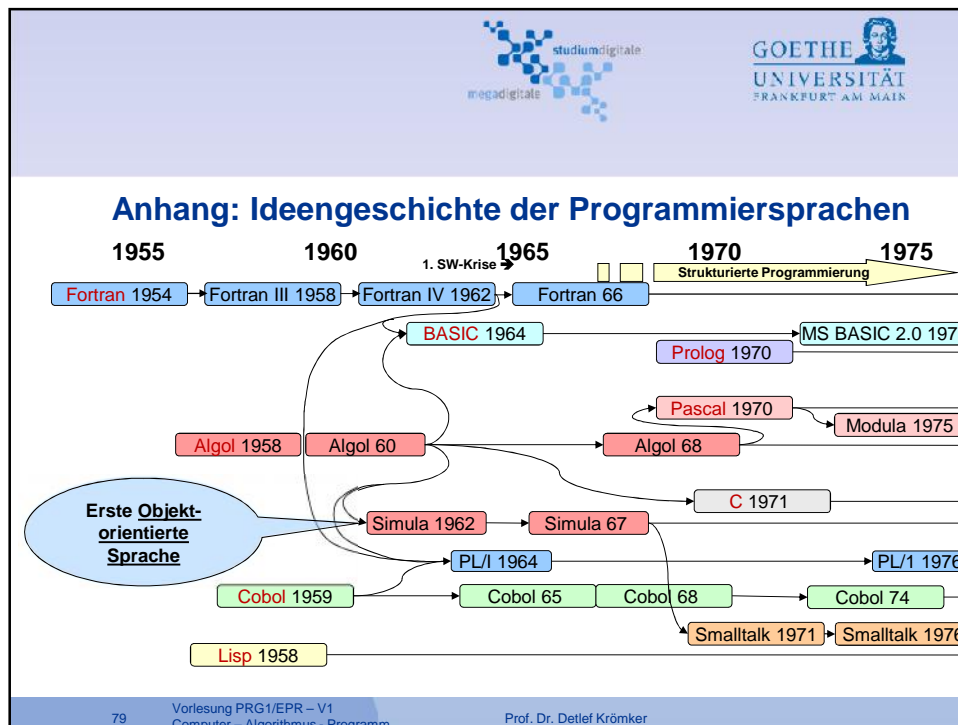 studiumdigitale
megadigitale
GOETHE
UNIVERSITÄT
FRANKFURT AM MAIN
Anhang: Ideengeschichte der Programmiersprachen
1955 1960 1965 1970 1975
1. SW-Krise ➔
Strukturierte Programmierung
Fortran 1954 Fortran III 1958 Fortran IV 1962 Fortran 66
BASIC 1964 MS BASIC 2.0 197
Prolog 1970
Pascal 1970
Modula 1975
Algol 1958 Algol 60 Algol 68
C 1971
Erste Objekt-
orientierte
Sprache
Simula 1962 Simula 67
PL/I 1964 PL/1 1976
Cobol 1959 Cobol 65 Cobol 68 Cobol 74
Smalltalk 1971 Smalltalk 1976
Lisp 1958
79
Vorlesung PRG1/EPR – V1
Computer – Algorithmus - Programm
Prof. Dr. Detlef Krömker